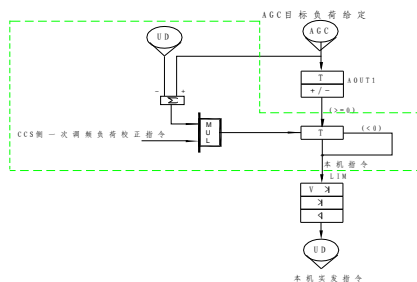 AGC目标负荷给定
UD
AGC
T
+/-
AOUT1
- Σ +
(>=0)
MUL
CCS侧一次调频负荷校正指令
T
(<0)
本机指令
LIM
V
UD
本机实发指令